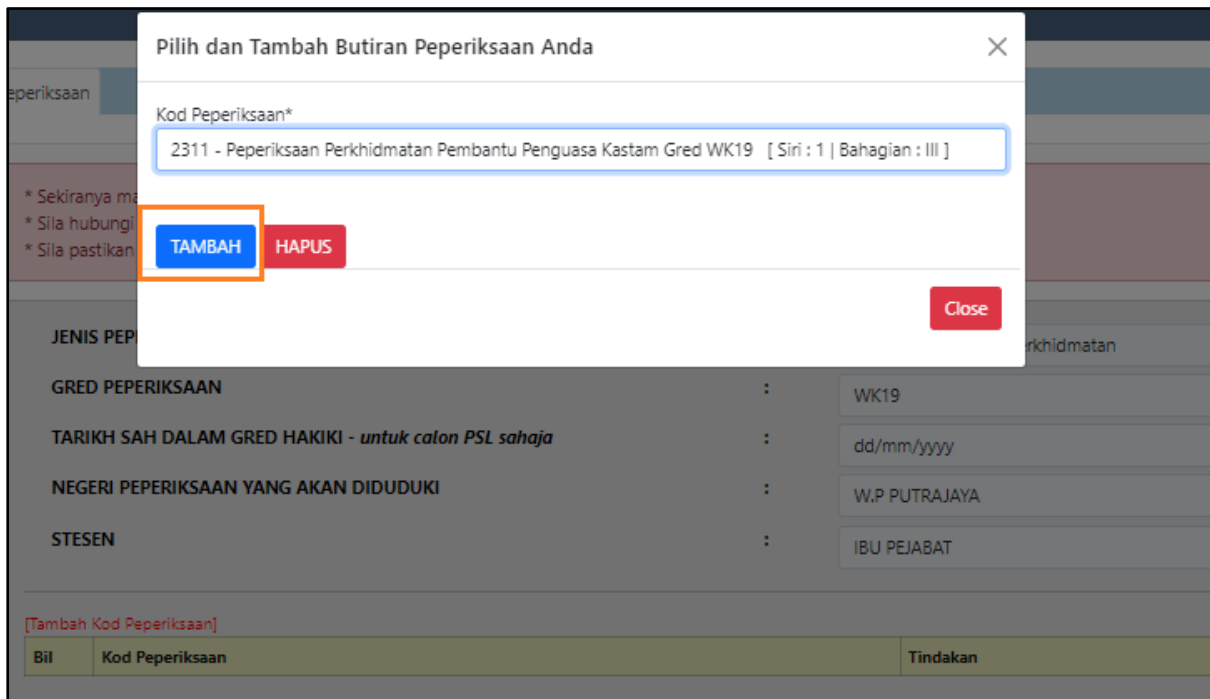 Pilih dan Tambah Butiran Peperiksaan Anda
eperiksaan
Kod Peperiksaan*
2311 - Peperiksaan Perkhidmatan Pembantu Penguasa Kastam Gred WK19 [ Siri : 1 | Bahagian : III ]
* Sekiranya
* Sila hubungi
* Sila pastikan
TAMBAH HAPUS
Close
JENIS PEP
rkhidmatan
GRED PEPERIKSAAN : WK19
TARIKH SAH DALAM GRED HAKIKI - untuk calon PSL sahaja : dd/mm/yyyy
NEGERI PEPERIKSAAN YANG AKAN DIDUDUKI : W.P PUTRAJAYA
STESEN : IBU PEJABAT
[Tambah Kod Peperiksaan]
Bil Kod Peperiksaan Tindakan